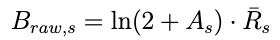 B_{raw,s} = ln(2 + A_s) · R̄_s